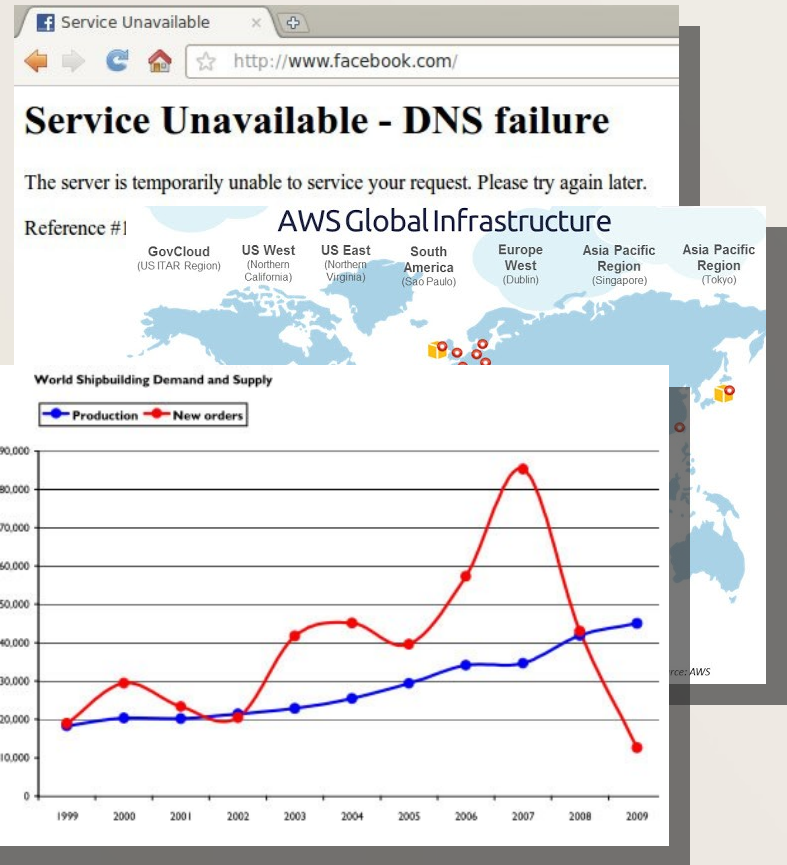 Service Unavailable
http://www.facebook.com/
Service Unavailable - DNS failure
The server is temporarily unable to service your request. Please try again later.
Reference #1
AWS Global Infrastructure
GovCloud
(US ITAR Region)
US West
(Northern
California)
US East
(Northern
Virginia)
South
America
(Sao Paulo)
Europe
West
(Dublin)
Asia Pacific
Region
(Singapore)
Asia Pacific
Region
(Tokyo)
World Shipbuilding Demand and Supply
Production New orders
90,000
80,000
70,000
60,000
50,000
40,000
30,000
20,000
10,000
0
1999 2000 2001 2002 2003 2004 2005 2006 2007 2008 2009
rce: AWS